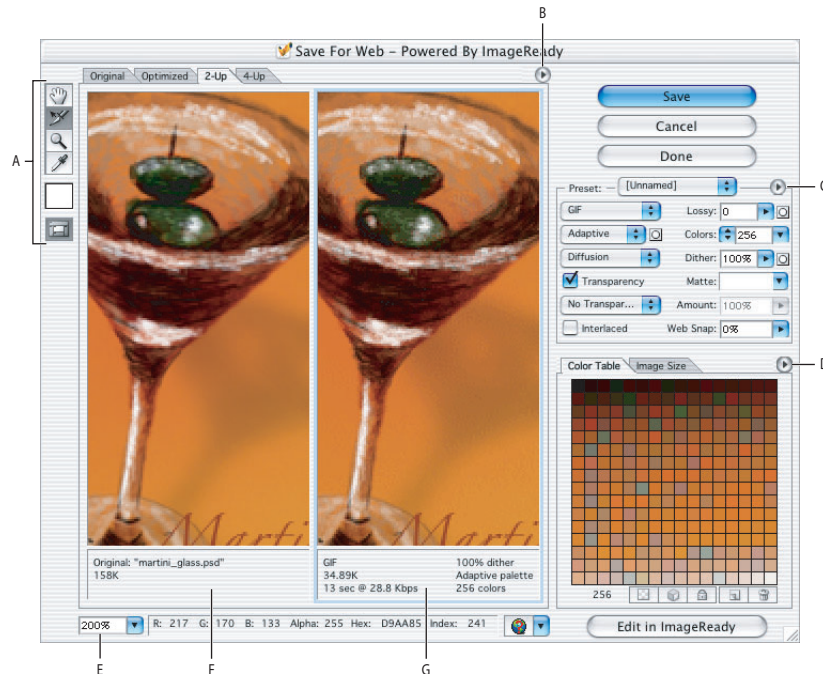 B
Save For Web – Powered By ImageReady
Original Optimized 2-Up 4-Up
A
Save
Cancel
Done
Preset: [Unnamed]
C
GIF Lossy: 0
Adaptive Colors: 256
Diffusion Dither: 100%
Transparency Matte:
No Transpar... Amount: 100%
Interlaced Web Snap: 0%
Color Table Image Size
D
Marti
Marti
Original: "martini_glass.psd"
158K
GIF 100% dither
34.89K Adaptive palette
13 sec @ 28.8 Kbps 256 colors
256
200% R: 217 G: 170 B: 133 Alpha: 255 Hex: D9AA85 Index: 241
Edit in ImageReady
E F G